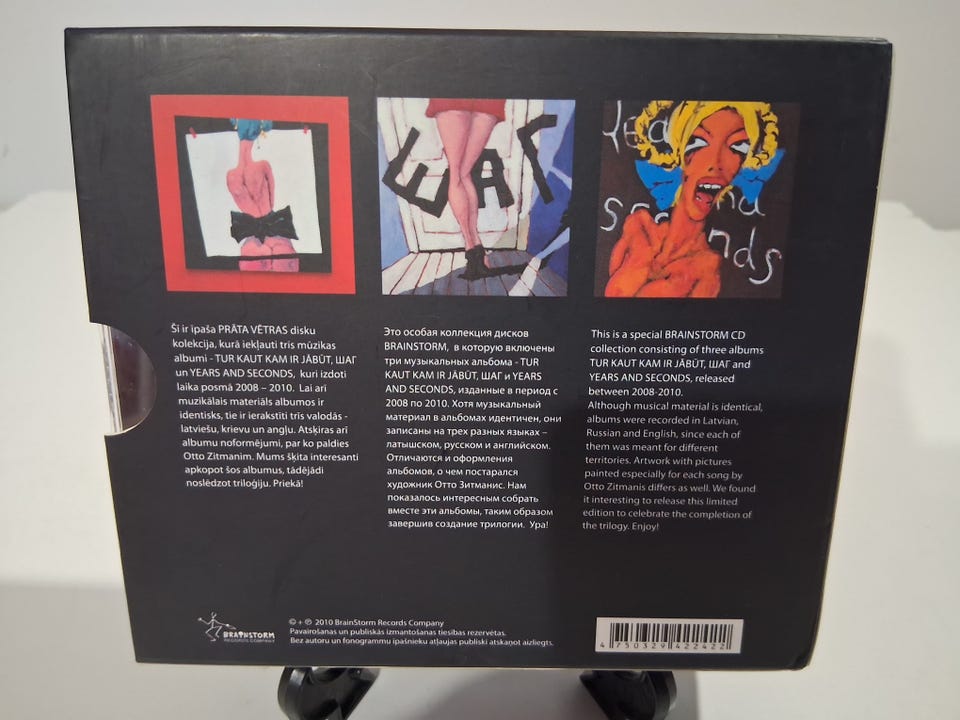 ШАГ
yea
nd
seconds
Šī ir īpaša PRĀTA VĒTRAS disku
kolekcija, kurā iekļauti trīs mūzikas
albumi - TUR KAUT KAM IR JĀBŪT, ШАГ
un YEARS AND SECONDS, kuri izdoti
laika posmā 2008 – 2010. Lai arī
muzikālais materiāls albumos ir
identisks, tie ir ierakstīti trīs valodās -
latviešu, krievu un angļu. Atšķiras arī
albumu noformējumi, par ko paldies
Otto Zitmanim. Mums šķita interesanti
apkopot šos albumus, tādējādi
noslēdzot triloģiju. Priekā!
Это особая коллекция дисков
BRAINSTORM, в которую включены
три музыкальных альбома - TUR
KAUT KAM IR JĀBŪT, ШАГ и YEARS
AND SECONDS, изданные в период с
2008 по 2010. Хотя музыкальный
материал в альбомах идентичен, они
записаны на трех разных языках –
латышском, русском и английском.
Отличаются и оформления
альбомов, о чем постарался
художник Отто Зитманис. Нам
показалось интересным собрать
вместе эти альбомы, таким образом
завершив создание трилогии. Ура!
This is a special BRAINSTORM CD
collection consisting of three albums
TUR KAUT KAM IR JĀBŪT, ШАГ and
YEARS AND SECONDS, released
between 2008-2010.
Although musical material is identical,
albums were recorded in Latvian,
Russian and English, since each of
them was meant for different
territories. Artwork with pictures
painted especially for each song by
Otto Zitmanis differs as well. We found
it interesting to release this limited
edition to celebrate the completion of
the trilogy. Enjoy!
BRAINSTORM
RECORDS COMPANY
© + ℗ 2010 BrainStorm Records Company
Pavairošanas un publiskās izmantošanas tiesības rezervētas.
Bez autoru un fonogrammu īpašnieku atļaujas publiski atskaņot aizliegts.
4 750329 422422